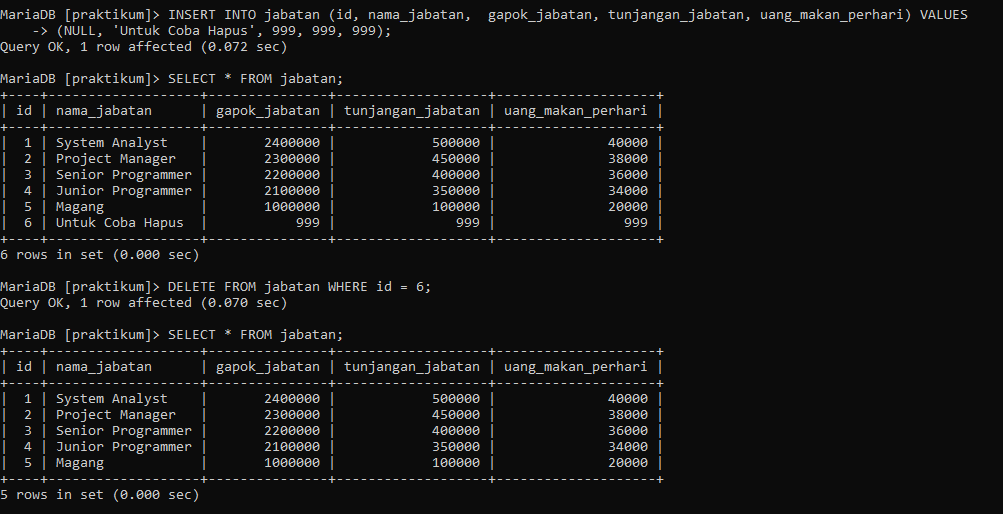 MariaDB [praktikum]> INSERT INTO jabatan (id, nama_jabatan,  gapok_jabatan, tunjangan_jabatan, uang_makan_perhari) VALUES
    -> (NULL, 'Untuk Coba Hapus', 999, 999, 999);
Query OK, 1 row affected (0.072 sec)

MariaDB [praktikum]> SELECT * FROM jabatan;
+----+-------------------+---------------+-------------------+--------------------+
| id | nama_jabatan      | gapok_jabatan | tunjangan_jabatan | uang_makan_perhari |
+----+-------------------+---------------+-------------------+--------------------+
|  1 | System Analyst    |       2400000 |            500000 |              40000 |
|  2 | Project Manager   |       2300000 |            450000 |              38000 |
|  3 | Senior Programmer |       2200000 |            400000 |              36000 |
|  4 | Junior Programmer |       2100000 |            350000 |              34000 |
|  5 | Magang            |       1000000 |            100000 |              20000 |
|  6 | Untuk Coba Hapus  |           999 |               999 |                999 |
+----+-------------------+---------------+-------------------+--------------------+
6 rows in set (0.000 sec)

MariaDB [praktikum]> DELETE FROM jabatan WHERE id = 6;
Query OK, 1 row affected (0.070 sec)

MariaDB [praktikum]> SELECT * FROM jabatan;
+----+-------------------+---------------+-------------------+--------------------+
| id | nama_jabatan      | gapok_jabatan | tunjangan_jabatan | uang_makan_perhari |
+----+-------------------+---------------+-------------------+--------------------+
|  1 | System Analyst    |       2400000 |            500000 |              40000 |
|  2 | Project Manager   |       2300000 |            450000 |              38000 |
|  3 | Senior Programmer |       2200000 |            400000 |              36000 |
|  4 | Junior Programmer |       2100000 |            350000 |              34000 |
|  5 | Magang            |       1000000 |            100000 |              20000 |
+----+-------------------+---------------+-------------------+--------------------+
5 rows in set (0.000 sec)